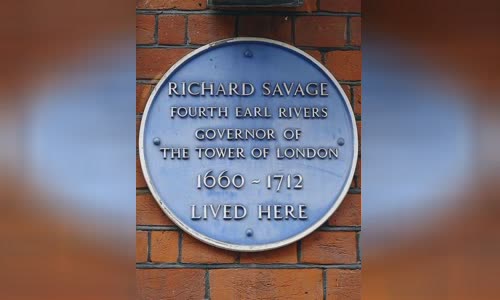 RICHARD SAVAGE
FOURTH EARL RIVERS
GOVERNOR OF
THE TOWER OF LONDON
1660 - 1712
LIVED HERE